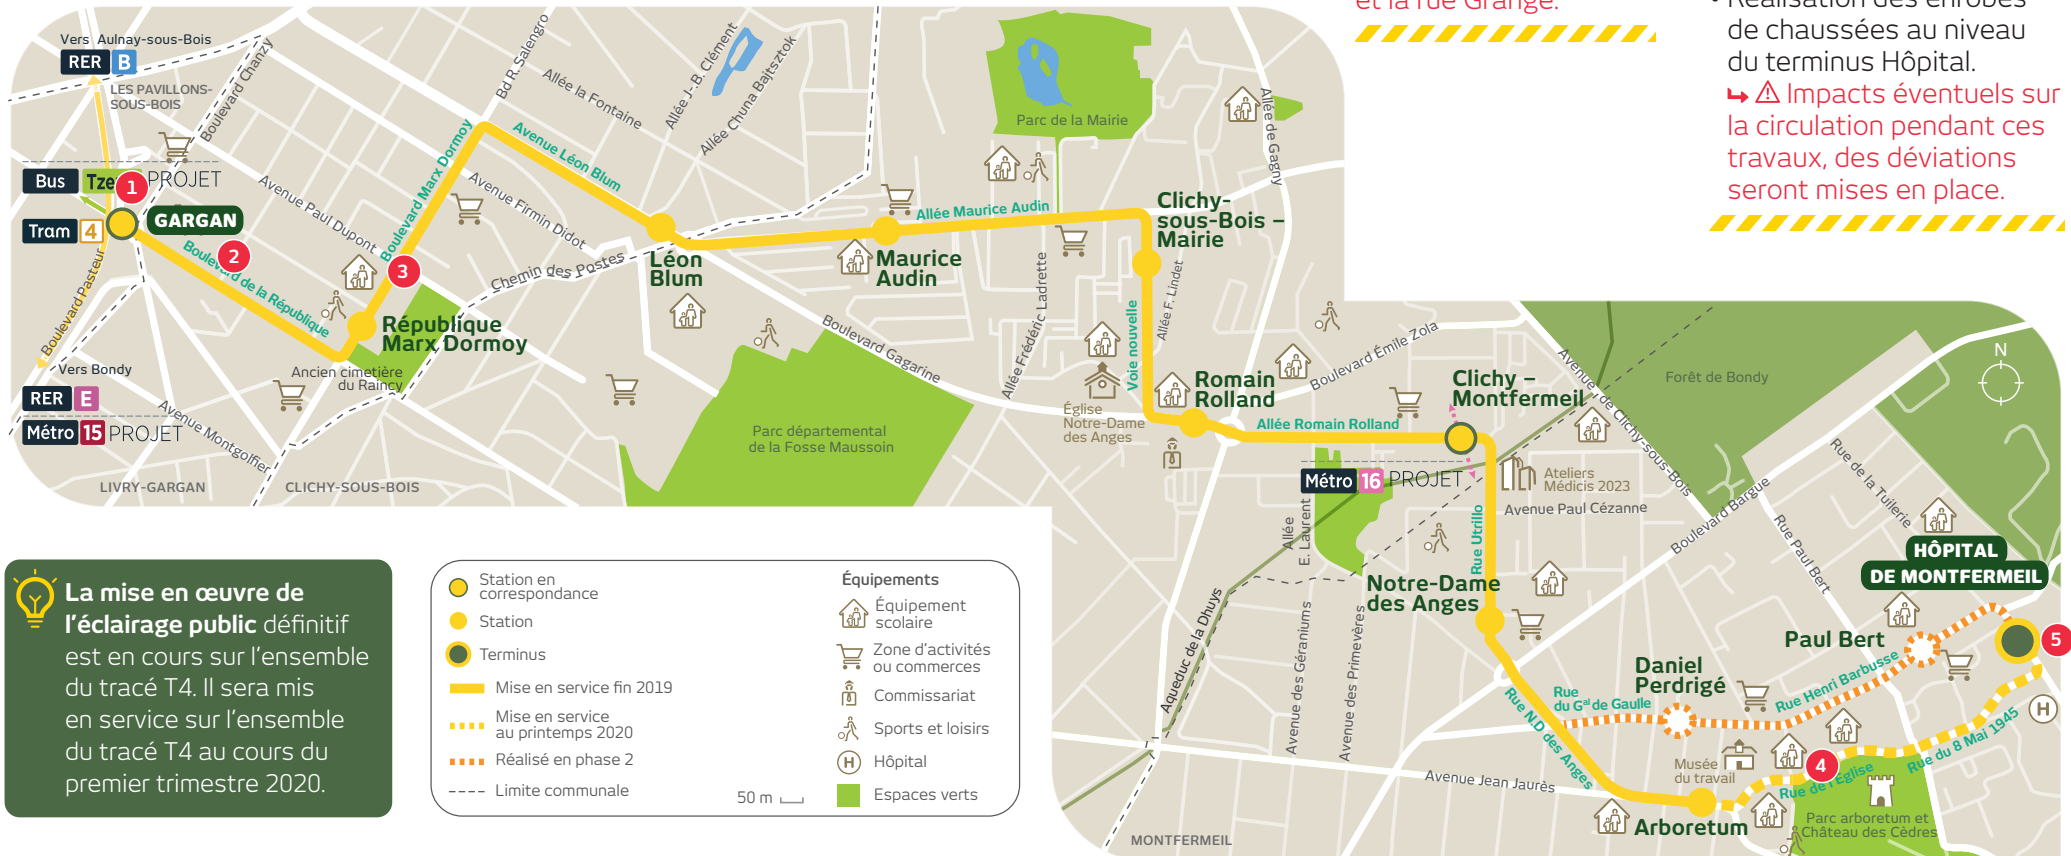 et la rue Grange.
• Réalisation des enrobés
de chaussées au niveau
du terminus Hôpital.
↳ ⚠ Impacts éventuels sur
la circulation pendant ces
travaux, des déviations
seront mises en place.
Vers Aulnay-sous-Bois
RER B
LES PAVILLONS-
SOUS-BOIS
Boulevard Chanzy
Bus Tze PROJET
1
Tram 4
GARGAN
2
Boulevard de la République
Boulevard Pasteur
Vers Bondy
RER E
Métro 15 PROJET
Avenue Montgolfier
LIVRY-GARGAN
CLICHY-SOUS-BOIS
Avenue Paul Dupont
Boulevard Marx Dormoy
3
République
Marx Dormoy
Ancien cimetière
du Raincy
Bd R. Salengro
Allée la Fontaine
Allée J.-B. Clément
Allée Chuna Bajtsztok
Avenue Léon Blum
Avenue Firmin Didot
Chemin des Postes
Léon
Blum
Maurice
Audin
Allée Maurice Audin
Parc de la Mairie
Allée de Gagny
Clichy-
sous-Bois –
Mairie
Boulevard Gagarine
Allée Frédéric Ladrette
Allée F. Lindet
Voie nouvelle
Parc départemental
de la Fosse Maussoin
Église
Notre-Dame
des Anges
Romain
Rolland
Boulevard Émile Zola
Allée Romain Rolland
Clichy –
Montfermeil
Métro 16 PROJET
Ateliers
Médicis 2023
Avenue Paul Cézanne
Avenue de Clichy-sous-Bois
Forêt de Bondy
N
Rue de la Tuilerie
Boulevard Bargue
Rue Paul Bert
Rue Utrillo
Allée
E. Laurent
Notre-Dame
des Anges
Aqueduc de la Dhuys
Avenue des Géraniums
Avenue des Primevères
HÔPITAL
DE MONTFERMEIL
5
Paul Bert
Daniel
Perdrigé
Rue Henri Barbusse
Rue
du Gal de Gaulle
Rue N.D des Anges
H
Rue du 8 Mai 1945
Musée
du travail
4
Rue de l'Église
Avenue Jean Jaurès
Arboretum
Parc arboretum et
Château des Cèdres
MONTFERMEIL
La mise en œuvre de
l'éclairage public définitif
est en cours sur l'ensemble
du tracé T4. Il sera mis
en service sur l'ensemble
du tracé T4 au cours du
premier trimestre 2020.
Station en
correspondance
Station
Terminus
Mise en service fin 2019
Mise en service
au printemps 2020
Réalisé en phase 2
Limite communale
50 m
Équipements
Équipement
scolaire
Zone d'activités
ou commerces
Commissariat
Sports et loisirs
H Hôpital
Espaces verts